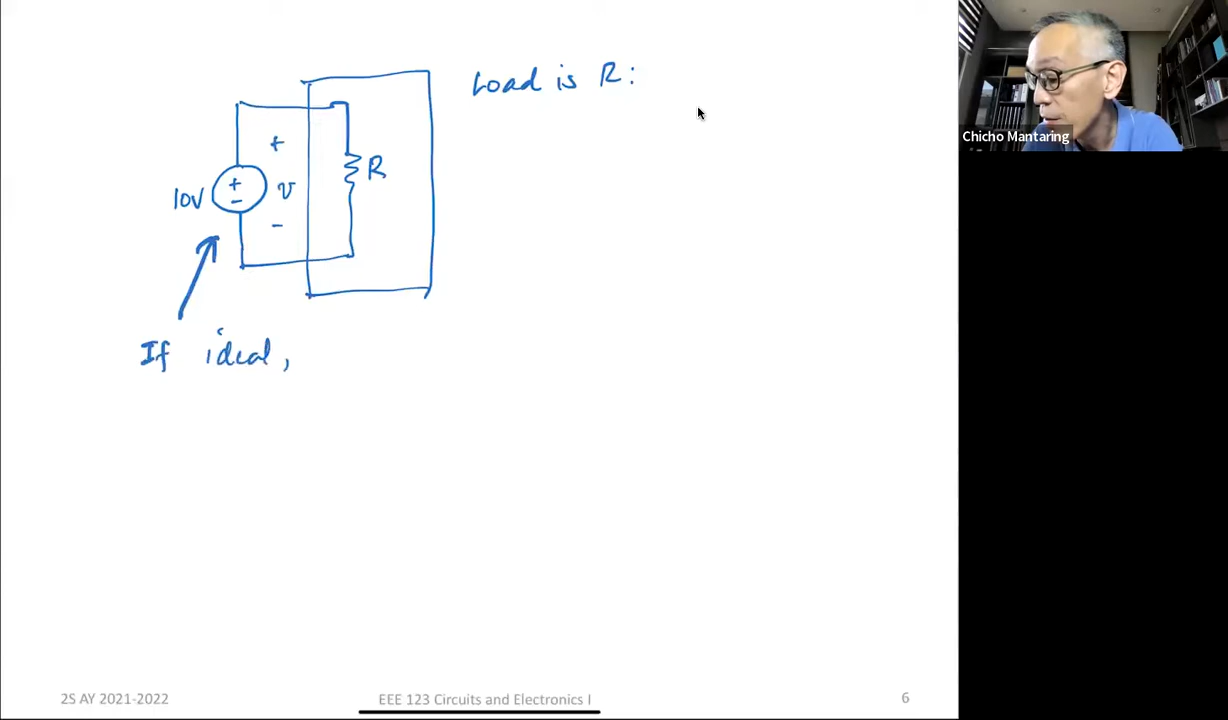 Load is R:
+
R
10V
+
-
v
-
If ideal,
Chicho Mantaring
2S AY 2021-2022
EEE 123 Circuits and Electronics I
6